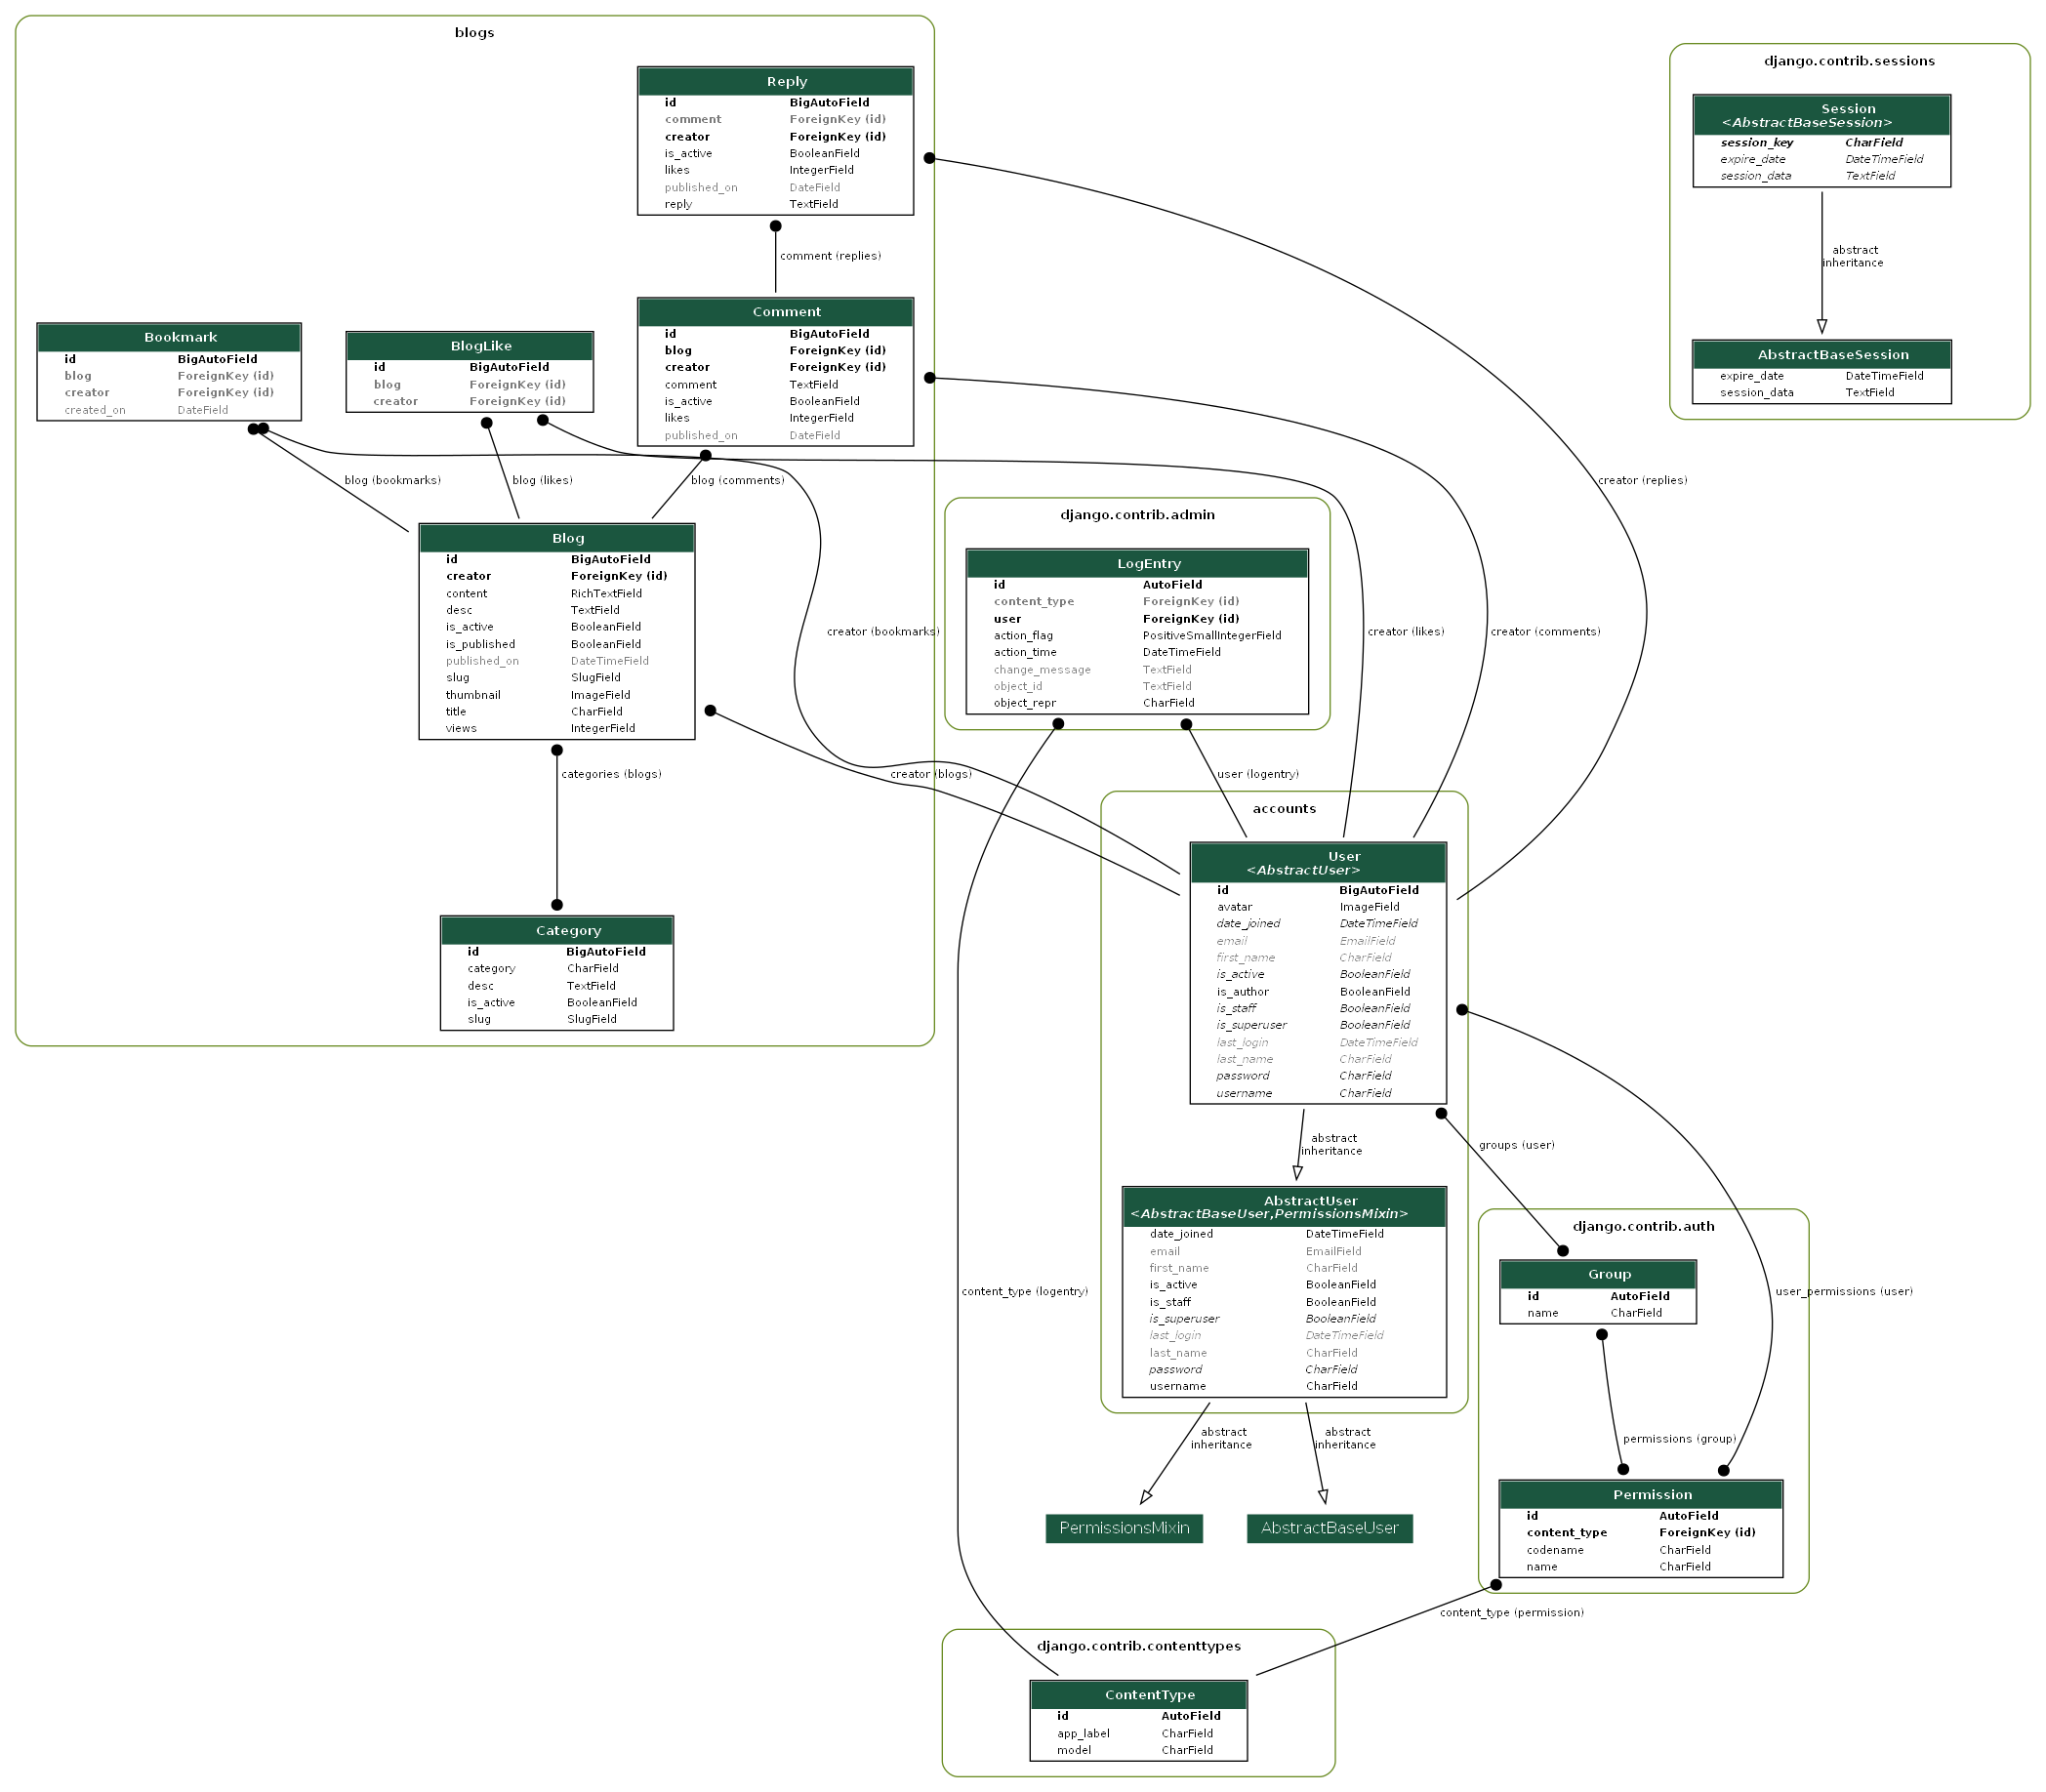 blogs
Reply
id BigAutoField
comment ForeignKey (id)
creator ForeignKey (id)
is_active BooleanField
likes IntegerField
published_on DateField
reply TextField
comment (replies)
Comment
id BigAutoField
blog ForeignKey (id)
creator ForeignKey (id)
comment TextField
is_active BooleanField
likes IntegerField
published_on DateField
Bookmark
id BigAutoField
blog ForeignKey (id)
creator ForeignKey (id)
created_on DateField
BlogLike
id BigAutoField
blog ForeignKey (id)
creator ForeignKey (id)
blog (bookmarks)
blog (likes)
blog (comments)
Blog
id BigAutoField
creator ForeignKey (id)
content RichTextField
desc TextField
is_active BooleanField
is_published BooleanField
published_on DateTimeField
slug SlugField
thumbnail ImageField
title CharField
views IntegerField
categories (blogs)
Category
id BigAutoField
category CharField
desc TextField
is_active BooleanField
slug SlugField
creator (bookmarks)
creator (blogs)
django.contrib.sessions
Session
<AbstractBaseSession>
session_key CharField
expire_date DateTimeField
session_data TextField
abstract
inheritance
AbstractBaseSession
expire_date DateTimeField
session_data TextField
creator (replies)
creator (likes)
creator (comments)
django.contrib.admin
LogEntry
id AutoField
content_type ForeignKey (id)
user ForeignKey (id)
action_flag PositiveSmallIntegerField
action_time DateTimeField
change_message TextField
object_id TextField
object_repr CharField
user (logentry)
accounts
User
<AbstractUser>
id BigAutoField
avatar ImageField
date_joined DateTimeField
email EmailField
first_name CharField
is_active BooleanField
is_author BooleanField
is_staff BooleanField
is_superuser BooleanField
last_login DateTimeField
last_name CharField
password CharField
username CharField
abstract
inheritance
groups (user)
AbstractUser
<AbstractBaseUser,PermissionsMixin>
date_joined DateTimeField
email EmailField
first_name CharField
is_active BooleanField
is_staff BooleanField
is_superuser BooleanField
last_login DateTimeField
last_name CharField
password CharField
username CharField
content_type (logentry)
abstract
inheritance
abstract
inheritance
PermissionsMixin
AbstractBaseUser
django.contrib.auth
Group
id AutoField
name CharField
user_permissions (user)
permissions (group)
Permission
id AutoField
content_type ForeignKey (id)
codename CharField
name CharField
content_type (permission)
django.contrib.contenttypes
ContentType
id AutoField
app_label CharField
model CharField